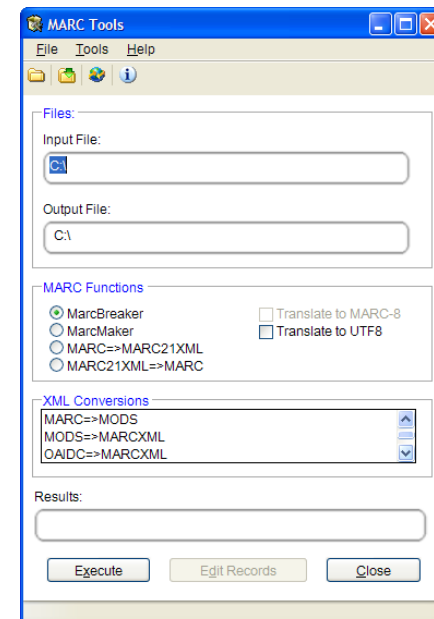 MARC Tools
File Tools Help
Files:
Input File:
C:\
Output File:
C:\
MARC Functions
MarcBreaker
Translate to MARC-8
MarcMaker
Translate to UTF8
MARC=>MARC21XML
MARC21XML=>MARC
XML Conversions
MARC=>MODS
MODS=>MARCXML
OAIDC=>MARCXML
Results:
Execute Edit Records Close